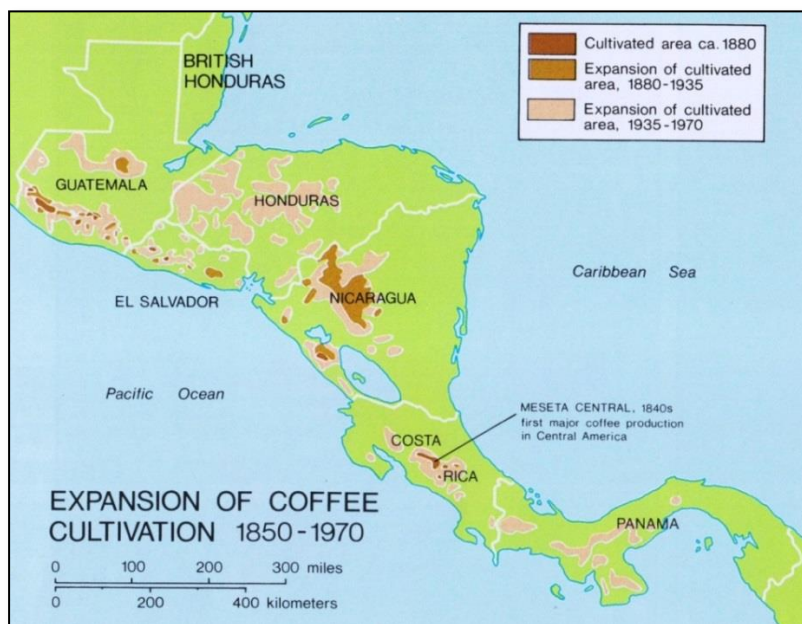 BRITISH
HONDURAS
Cultivated area ca. 1880
Expansion of cultivated
area, 1880-1935
Expansion of cultivated
area, 1935-1970
GUATEMALA
HONDURAS
Caribbean Sea
EL SALVADOR
NICARAGUA
Pacific Ocean
MESETA CENTRAL, 1840s
first major coffee production
in Central America
COSTA
RICA
EXPANSION OF COFFEE
CULTIVATION 1850-1970
PANAMA
0 100 200 300 miles
0 200 400 kilometers